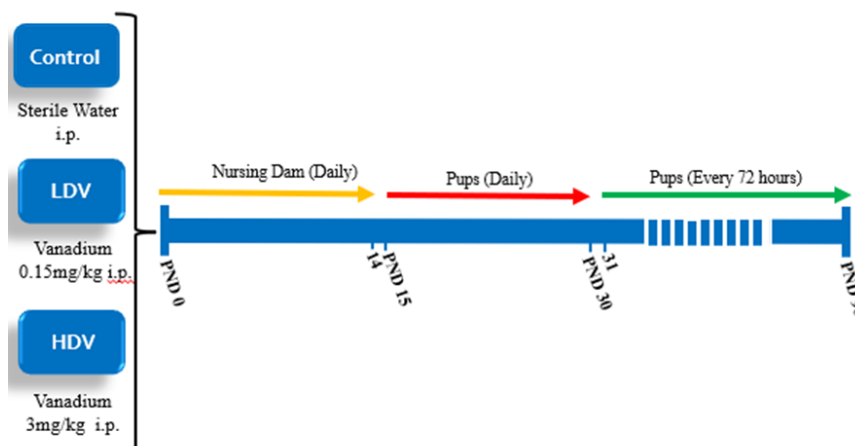 Control
Sterile Water
i.p.
LDV
Vanadium
0.15mg/kg i.p.
HDV
Vanadium
3mg/kg i.p.
Nursing Dam (Daily)
Pups (Daily)
Pups (Every 72 hours)
PND 0
14
PND 15
PND 30
31
PND